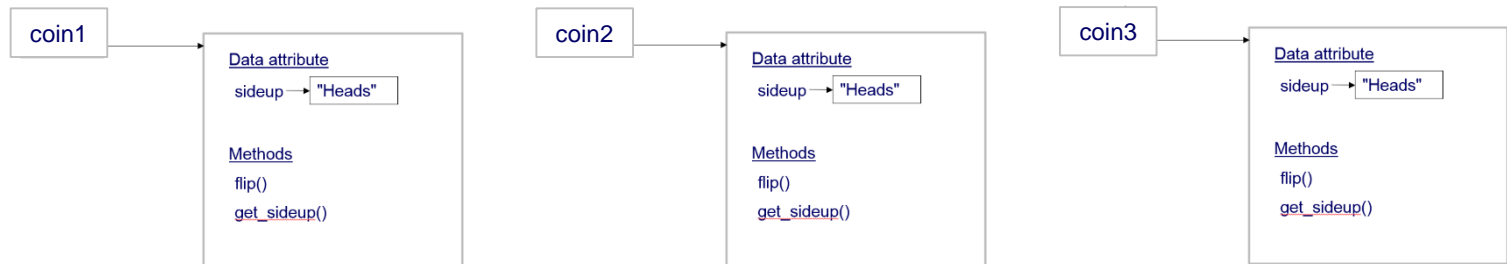 coin1
Data attribute
sideup "Heads"
Methods
flip()
get_sideup()
coin2
Data attribute
sideup "Heads"
Methods
flip()
get_sideup()
coin3
Data attribute
sideup "Heads"
Methods
flip()
get_sideup()